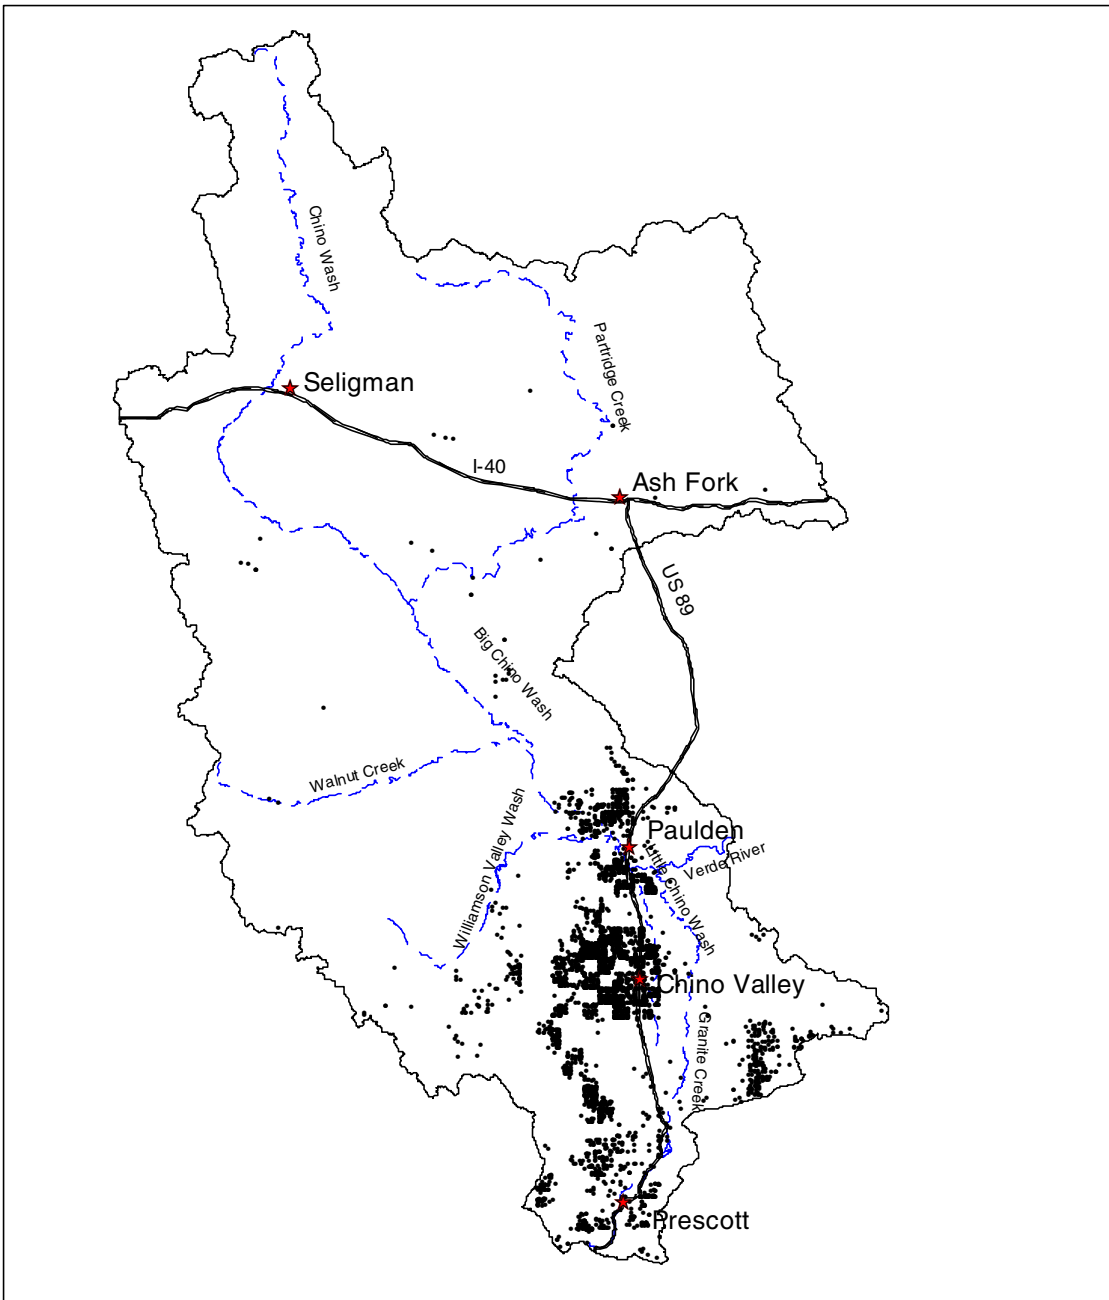 Chino Wash
Partridge Creek
Seligman
I-40
Ash Fork
US 89
Big Chino Wash
Walnut Creek
Williamson Valley Wash
Paulden
Verde River
Little Chino Wash
Chino Valley
Granite Creek
Prescott